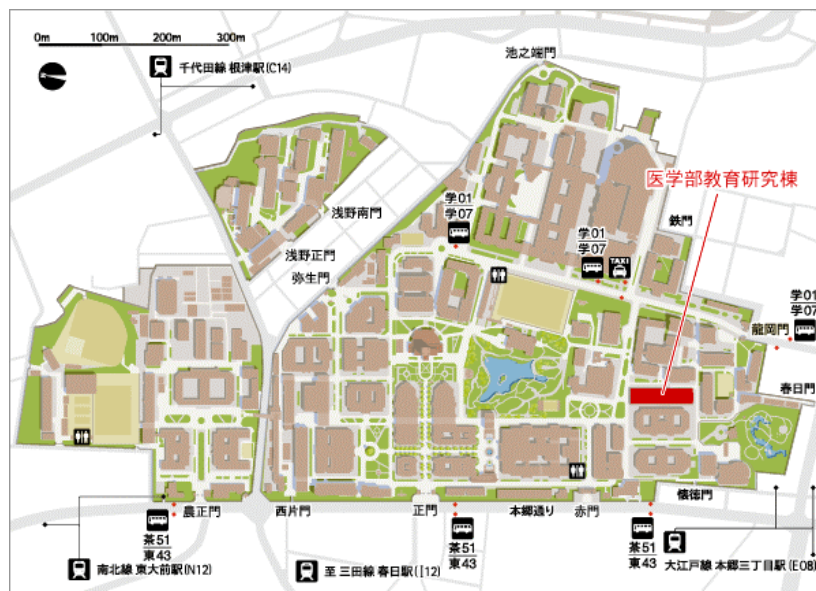 0m 100m 200m 300m
千代田線 根津駅(C14)
池之端門
医学部教育研究棟
浅野南門
学01
学07
学01
学07
TAXI
鉄門
浅野正門
弥生門
学01
学07
龍岡門
春日門
農正門
西片門
正門
本郷通り
赤門
懐徳門
茶51
東43
茶51
東43
茶51
東43
南北線 東大前駅(N12)
至 三田線 春日駅(I12)
大江戸線 本郷三丁目駅(E08)